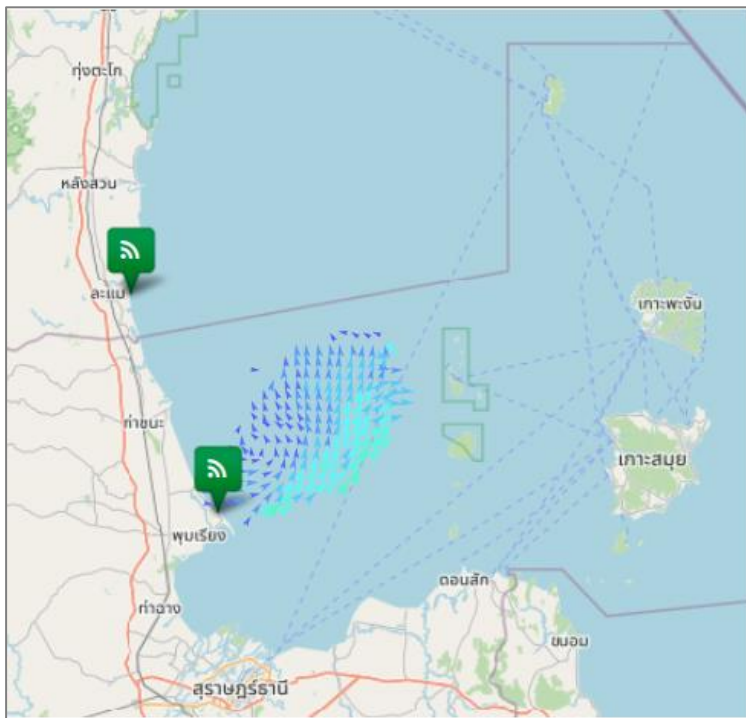 ทุ่งตะโก
หลังสวน
ละแม
เกาะพะงัน
ท่าชนะ
เกาะสมุย
พุมเรียง
ดอนสัก
ท่าฉาง
ขนอม
สุราษฎร์ธานี